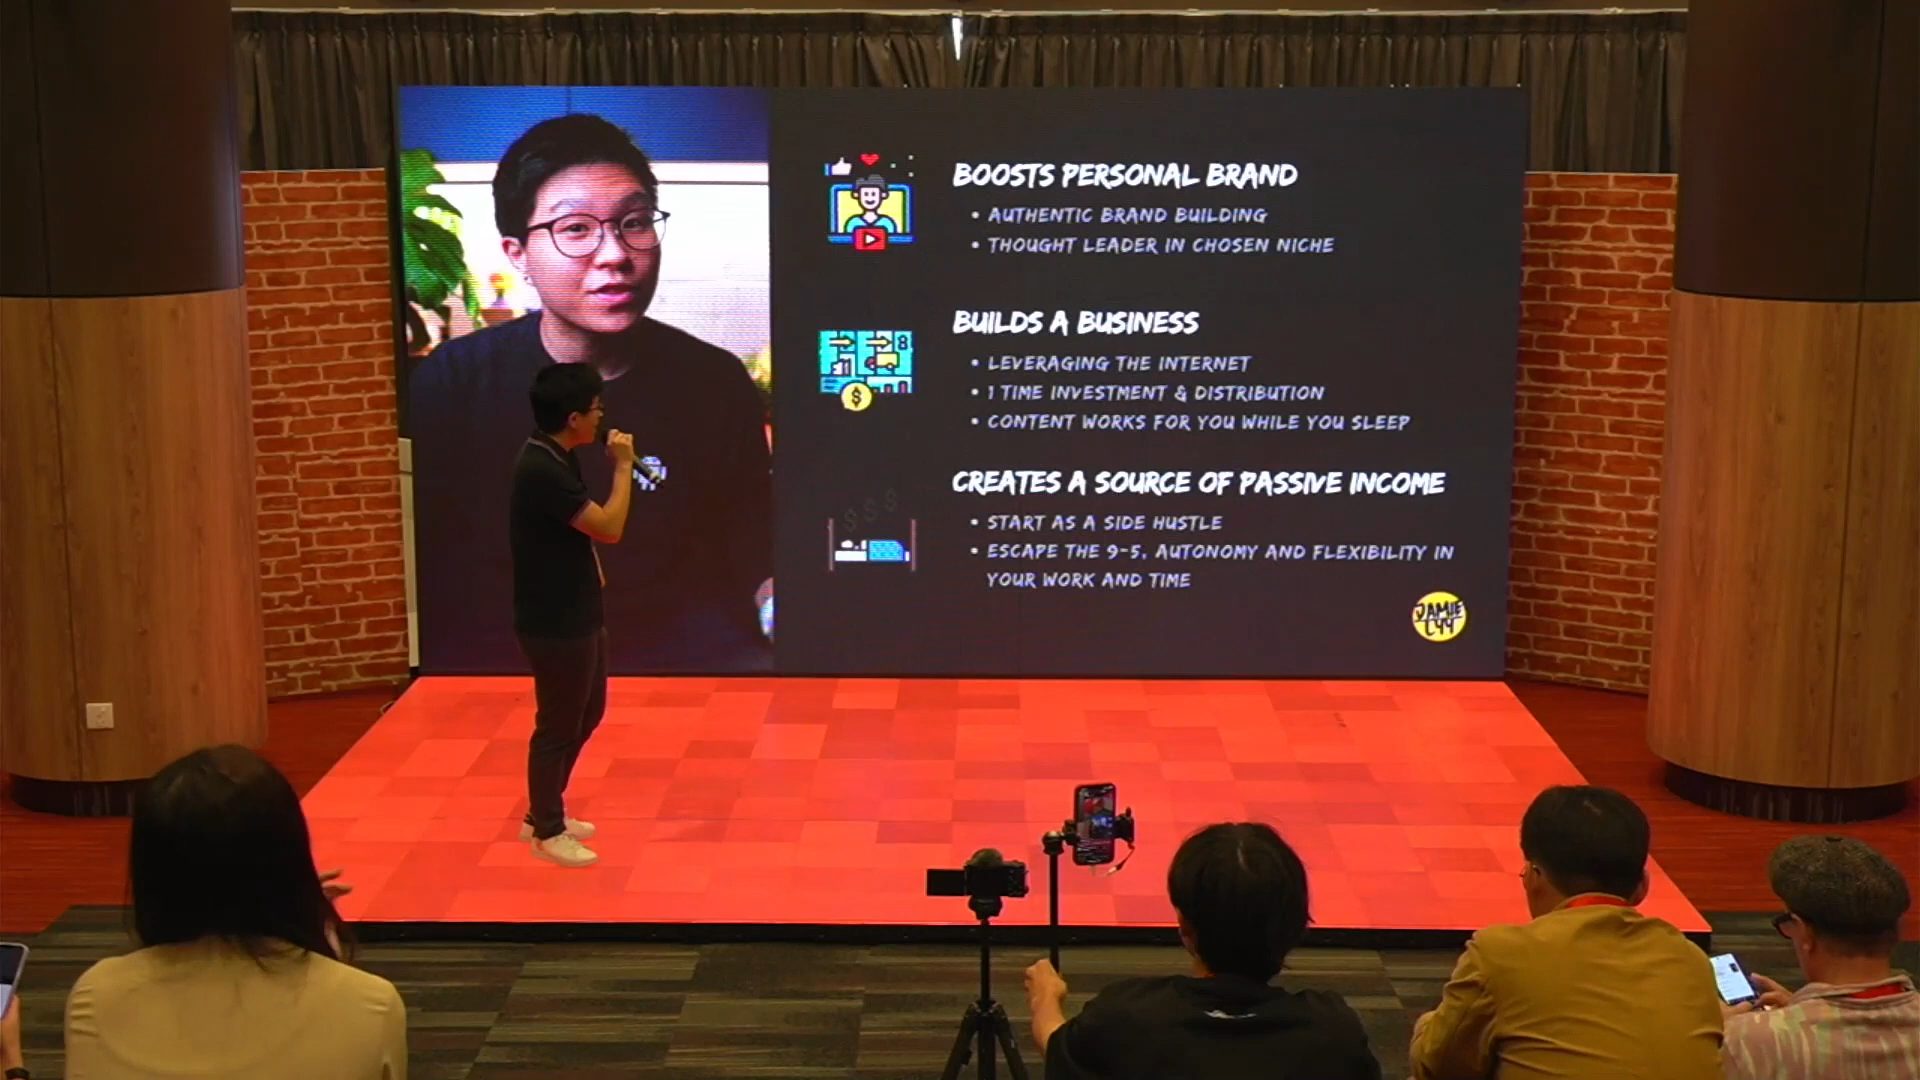 BOOSTS PERSONAL BRAND
• AUTHENTIC BRAND BUILDING
• THOUGHT LEADER IN CHOSEN NICHE
BUILDS A BUSINESS
• LEVERAGING THE INTERNET
• 1 TIME INVESTMENT & DISTRIBUTION
• CONTENT WORKS FOR YOU WHILE YOU SLEEP
CREATES A SOURCE OF PASSIVE INCOME
• START AS A SIDE HUSTLE
• ESCAPE THE 9-5, AUTONOMY AND FLEXIBILITY IN
YOUR WORK AND TIME
JAMIE
LYY